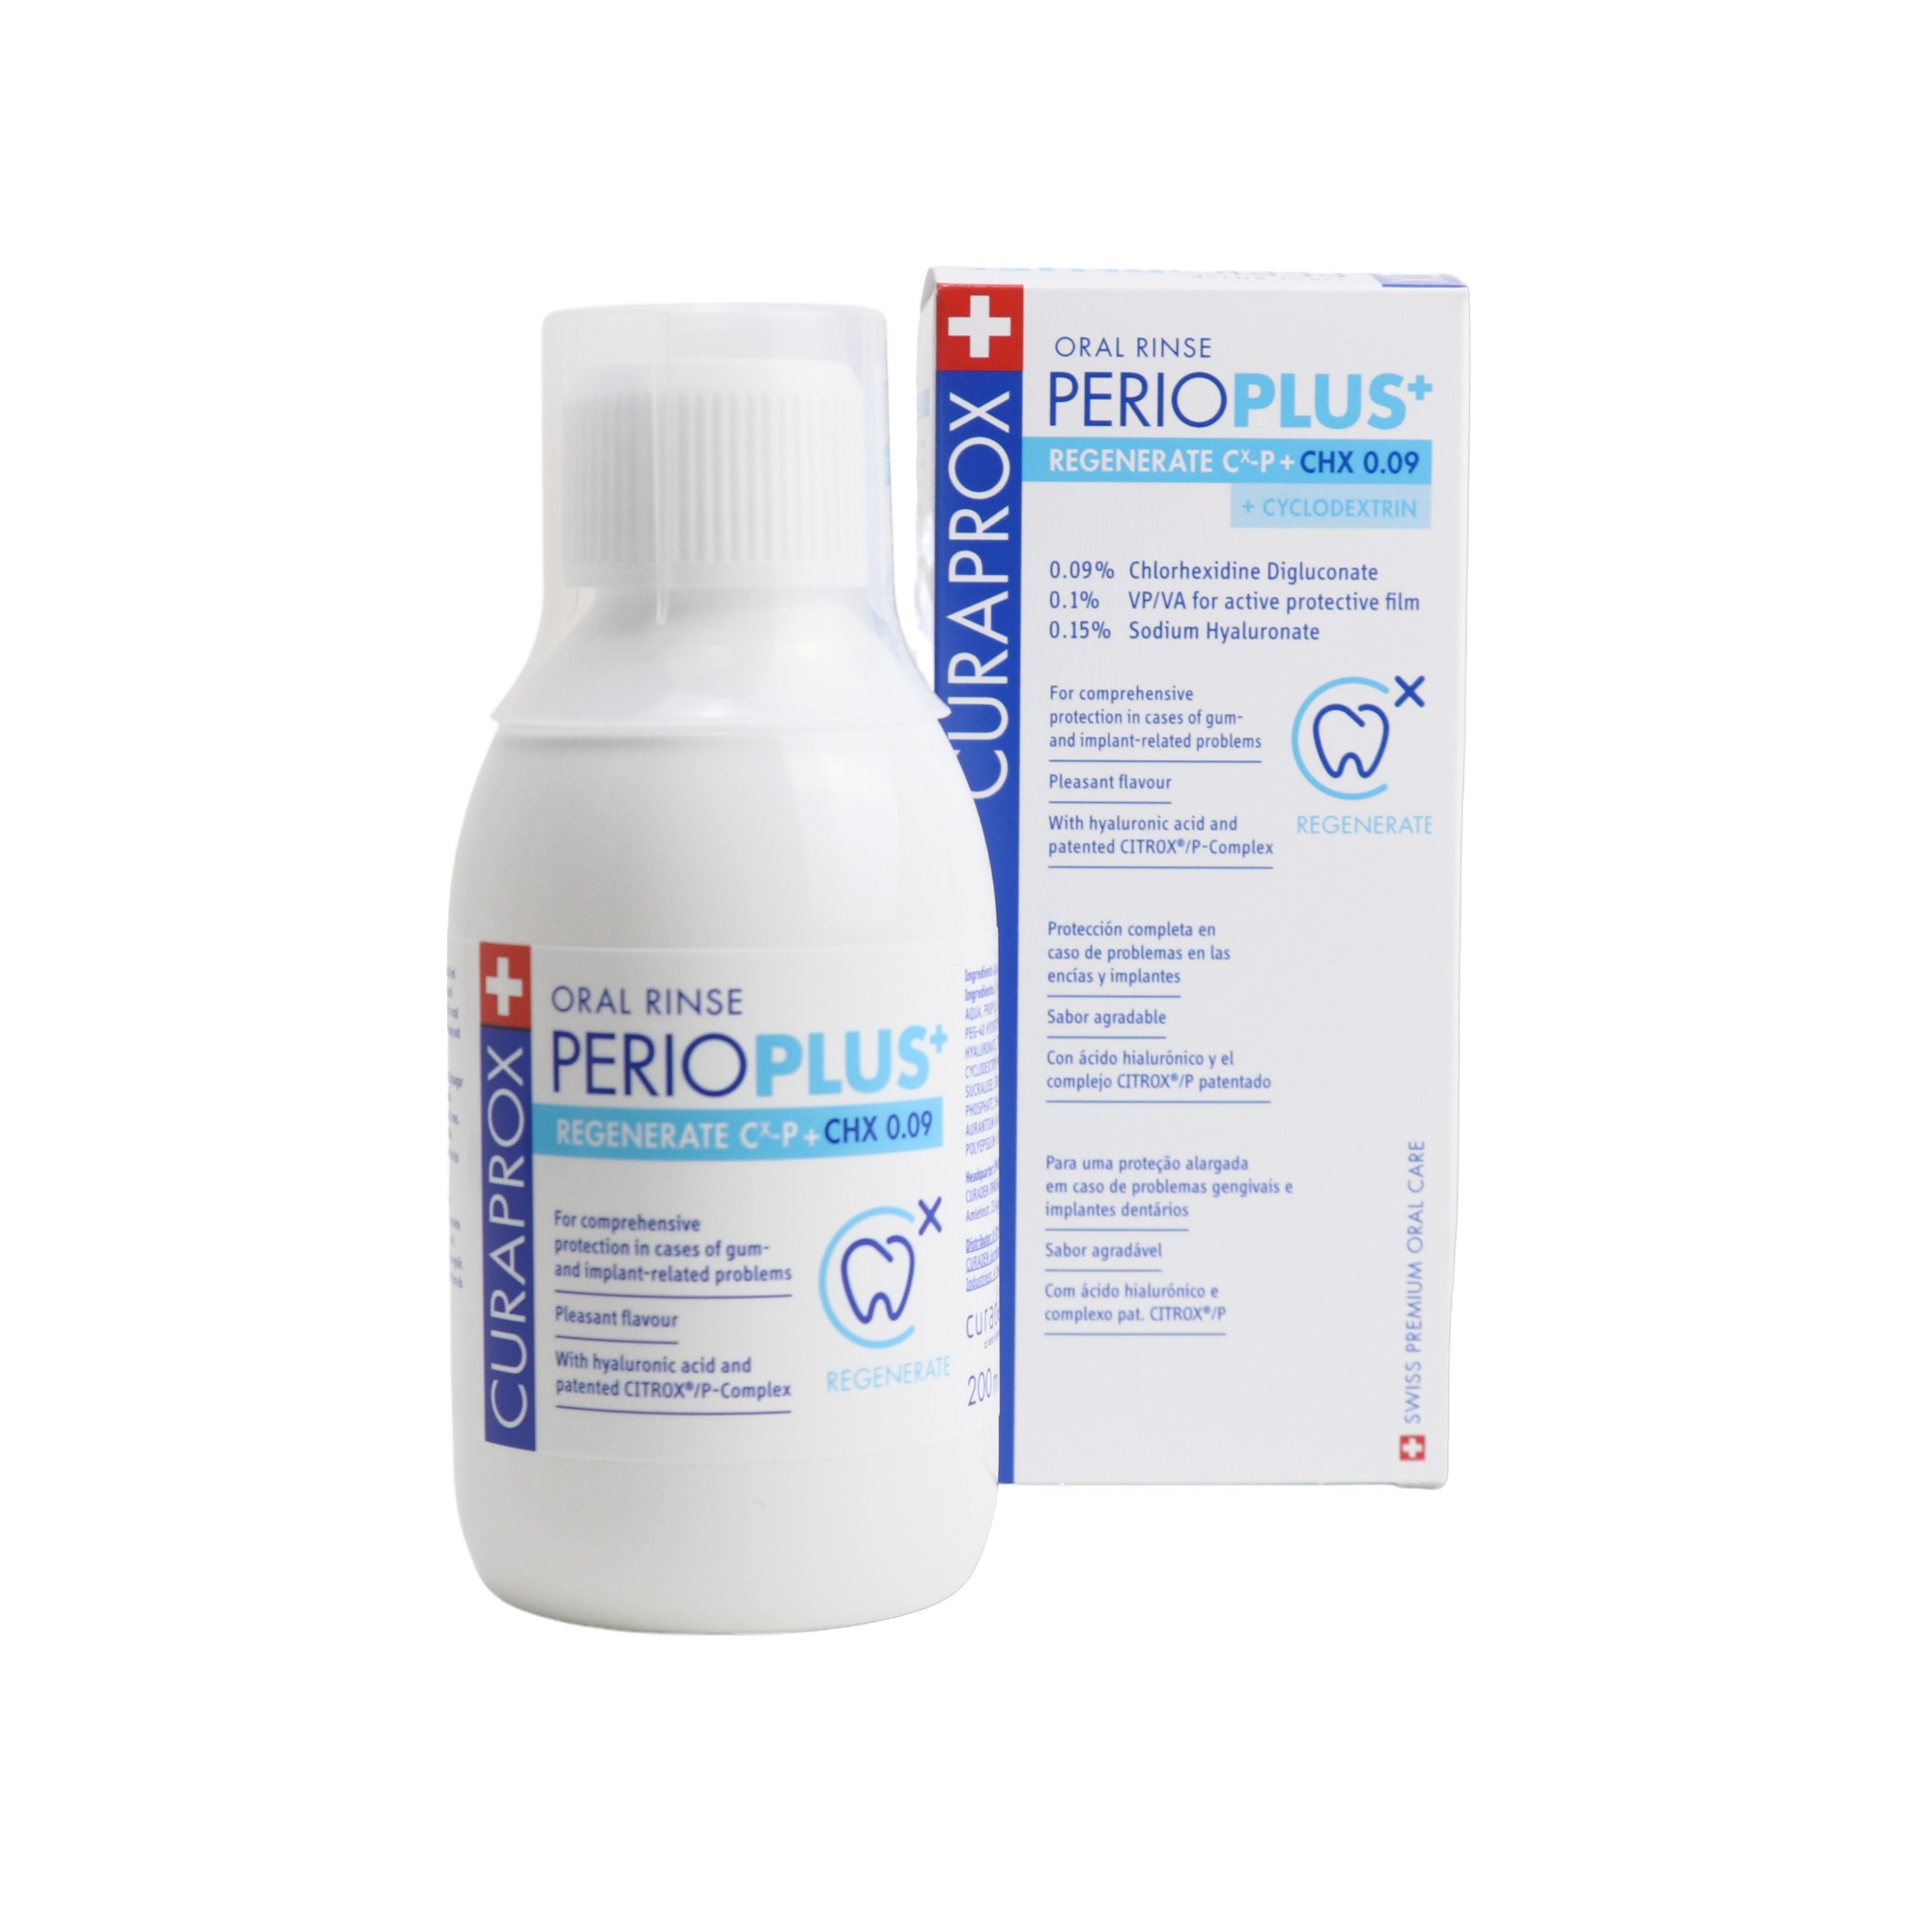 CURAPROX
ORAL RINSE
PERIOPLUS+
REGENERATE Cx-P + CHX 0.09
For comprehensive
protection in cases of gum-
and implant-related problems
Pleasant flavour
With hyaluronic acid and
patented CITROX®/P-Complex
REGENERATE
CURAPROX
ORAL RINSE
PERIOPLUS+
REGENERATE Cx-P + CHX 0.09
+ CYCLODEXTRIN
0.09% Chlorhexidine Digluconate
0.1% VP/VA for active protective film
0.15% Sodium Hyaluronate
For comprehensive
protection in cases of gum-
and implant-related problems
Pleasant flavour
With hyaluronic acid and
patented CITROX®/P-Complex
REGENERATE
Protección completa en
caso de problemas en las
encías y implantes
Sabor agradable
Con ácido hialurónico y el
complejo CITROX®/P patentado
Para uma proteção alargada
em caso de problemas gengivais e
implantes dentários
Sabor agradável
Com ácido hialurónico e
complexo pat. CITROX®/P
SWISS PREMIUM ORAL CARE